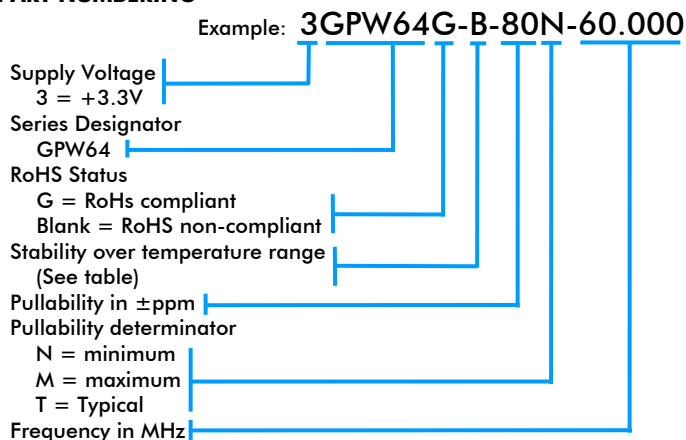 PART NUMBERING
Example: 3GPW64G-B-80N-60.000
Supply Voltage
3 = +3.3V
Series Designator
GPW64
RoHS Status
G = RoHs compliant
Blank = RoHS non-compliant
Stability over temperature range
(See table)
Pullability in ±ppm
Pullability determinator
N = minimum
M = maximum
T = Typical
Frequency in MHz